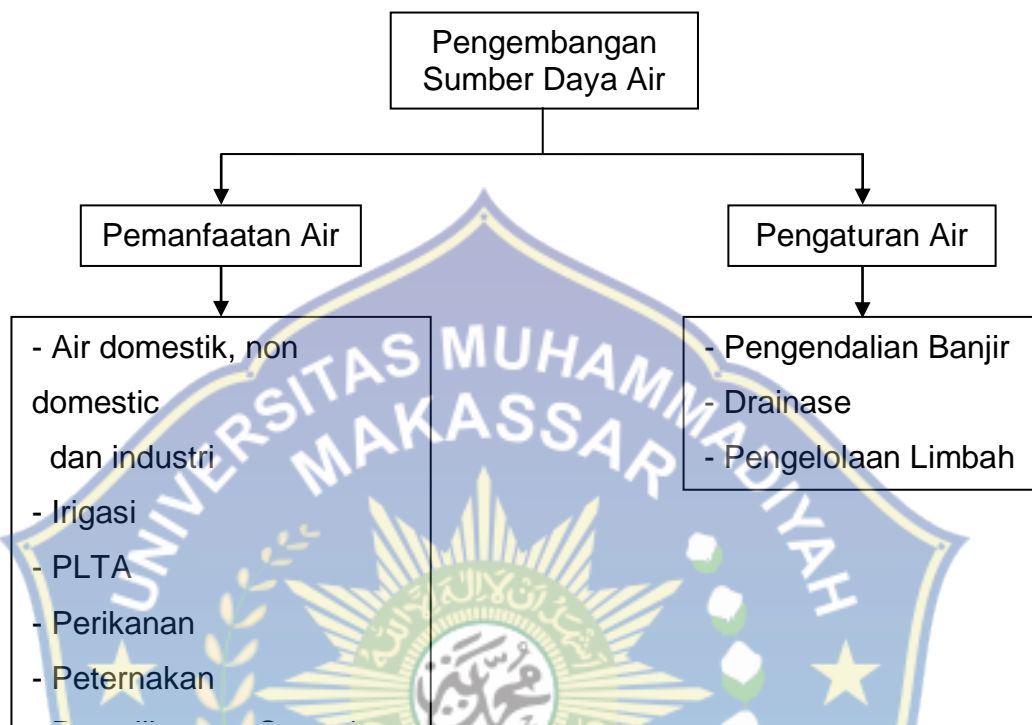 Pengembangan
Sumber Daya Air
Pemanfaatan Air
Pengaturan Air
- Air domestik, non
domestic
dan industri
- Irigasi
- PLTA
- Perikanan
- Peternakan
- Pengendalian Banjir
- Drainase
- Pengelolaan Limbah
UNIVERSITAS MUHAMMADIYAH
MAKASSAR